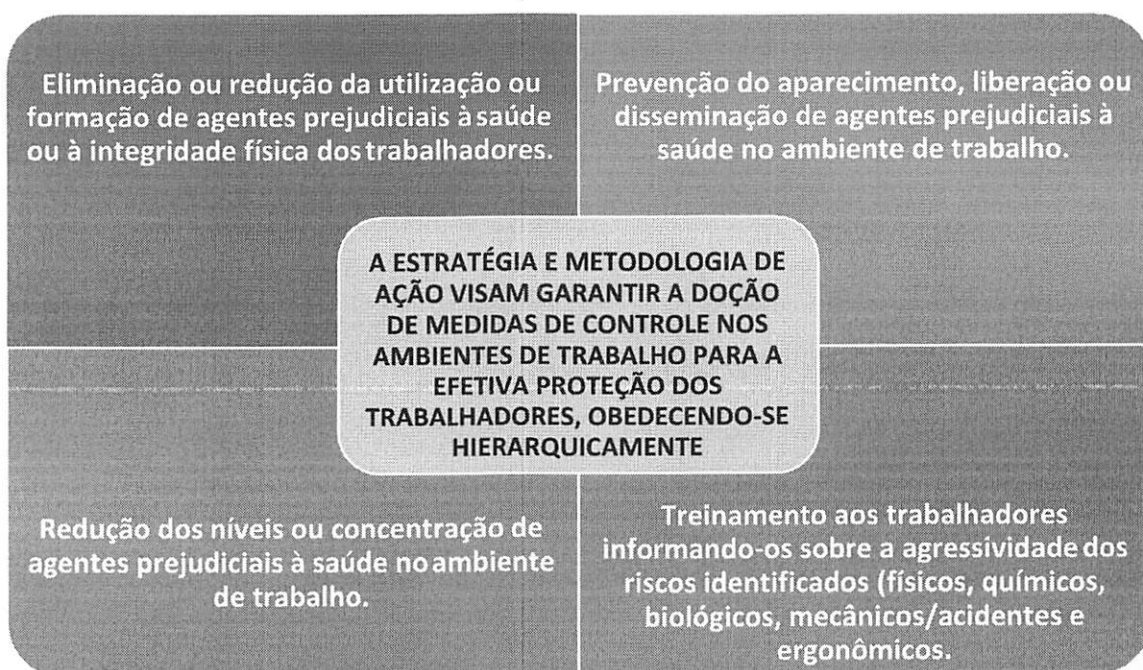 Eliminação ou redução da utilização ou
formação de agentes prejudiciais à saúde
ou à integridade física dos trabalhadores.
Prevenção do aparecimento, liberação ou
disseminação de agentes prejudiciais à
saúde no ambiente de trabalho.
A ESTRATÉGIA E METODOLOGIA DE
AÇÃO VISAM GARANTIR A DOÇÃO
DE MEDIDAS DE CONTROLE NOS
AMBIENTES DE TRABALHO PARA A
EFETIVA PROTEÇÃO DOS
TRABALHADORES, OBEDECENDO-SE
HIERARQUICAMENTE
Redução dos níveis ou concentração de
agentes prejudiciais à saúde no ambiente
de trabalho.
Treinamento aos trabalhadores
informando-os sobre a agressividade dos
riscos identificados (físicos, químicos,
biológicos, mecânicos/acidentes e
ergonômicos.